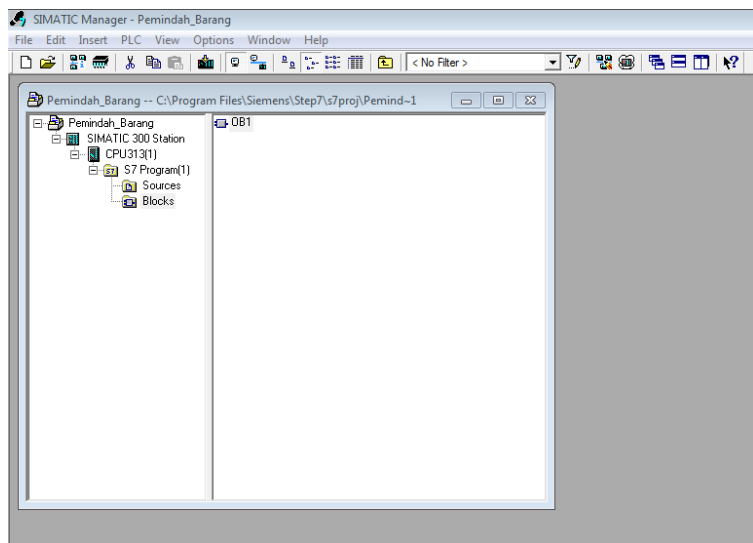 SIMATIC Manager - Pemindah_Barang
File Edit Insert PLC View Options Window Help
< No Filter >
Pemindah_Barang -- C:\Program Files\Siemens\Step7\s7proj\Pemind~1
Pemindah_Barang
OB1
SIMATIC 300 Station
CPU313(1)
S7 Program(1)
Sources
Blocks